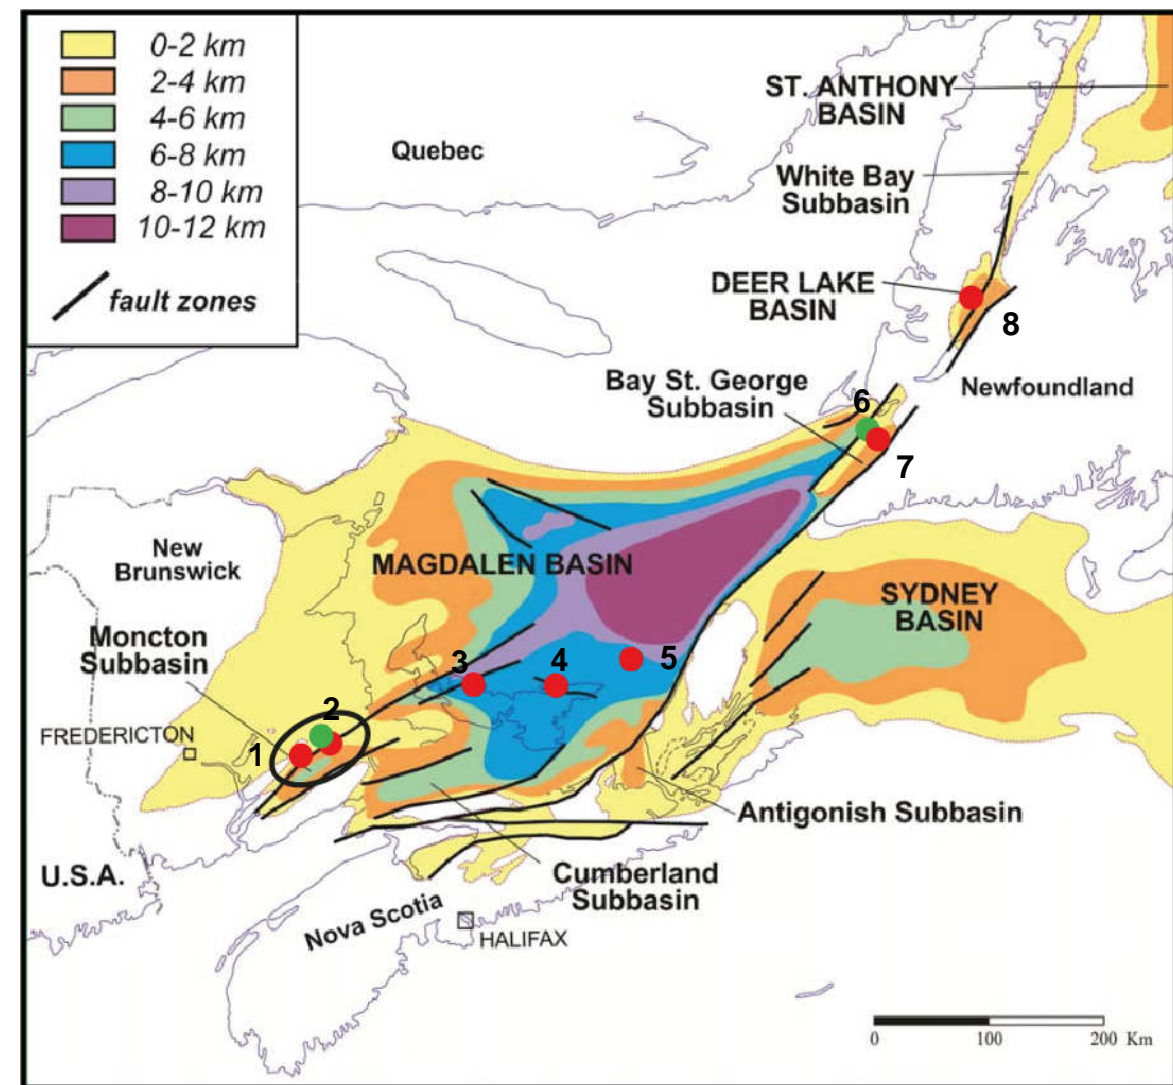 0-2 km
2-4 km
4-6 km
6-8 km
8-10 km
10-12 km
fault zones
Quebec
ST. ANTHONY
BASIN
White Bay
Subbasin
DEER LAKE
BASIN
8
Bay St. George
Subbasin
Newfoundland
6
7
New
Brunswick
MAGDALEN BASIN
SYDNEY
BASIN
Moncton
Subbasin
3
4
5
2
FREDERICTON
1
Antigonish Subbasin
U.S.A.
Cumberland
Subbasin
Nova Scotia
HALIFAX
0
100
200 Km